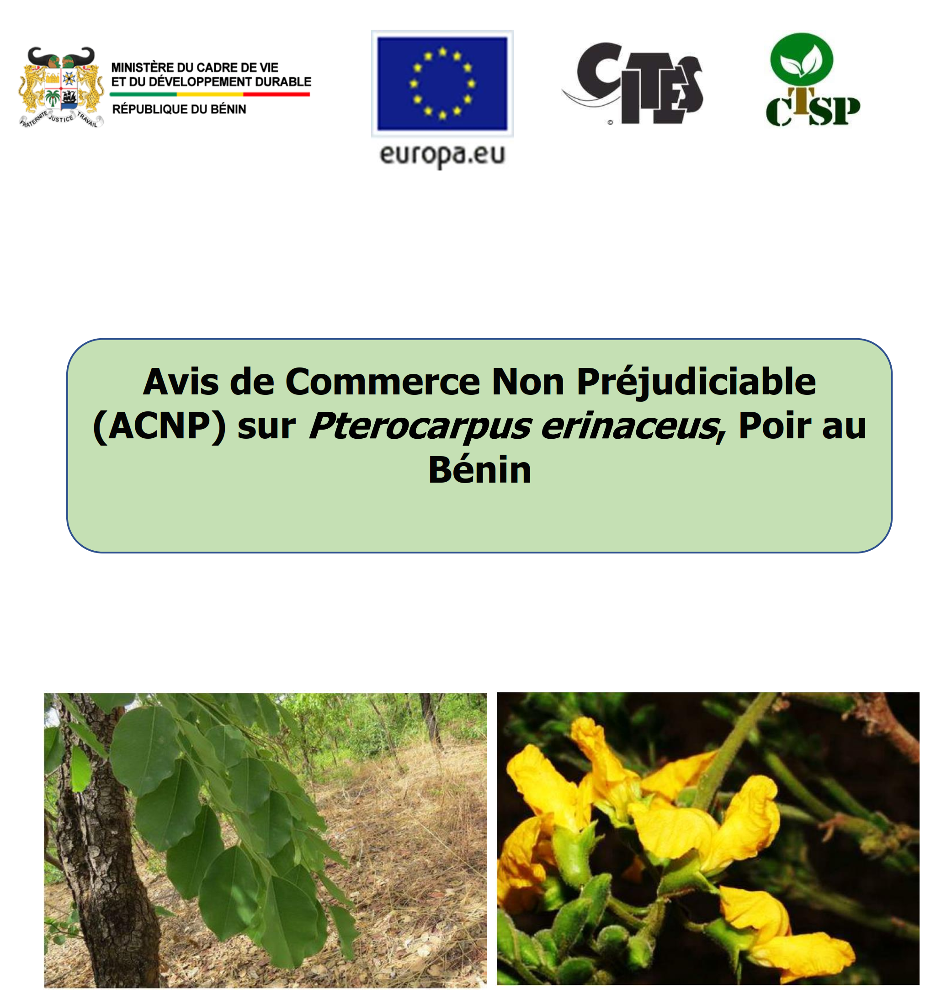 MINISTÈRE DU CADRE DE VIE
ET DU DÉVELOPPEMENT DURABLE
RÉPUBLIQUE DU BÉNIN
FRATERNITE JUSTICE TRAVAIL
europa.eu
CITES
©
CTSP
Avis de Commerce Non Préjudiciable
(ACNP) sur Pterocarpus erinaceus, Poir au
Bénin